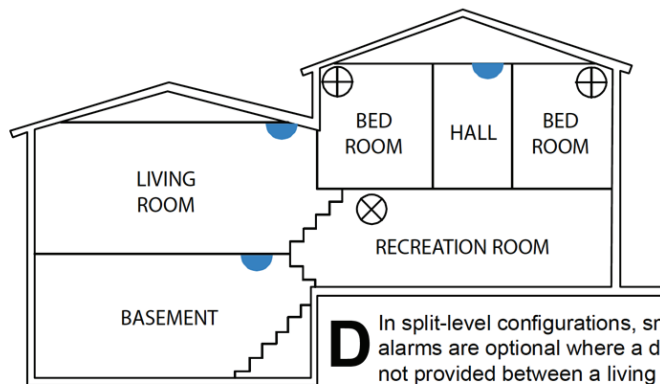 BED
ROOM
HALL
BED
ROOM
LIVING
ROOM
RECREATION ROOM
BASEMENT
D
In split-level configurations,
alarms are optional where a
not provided between a living